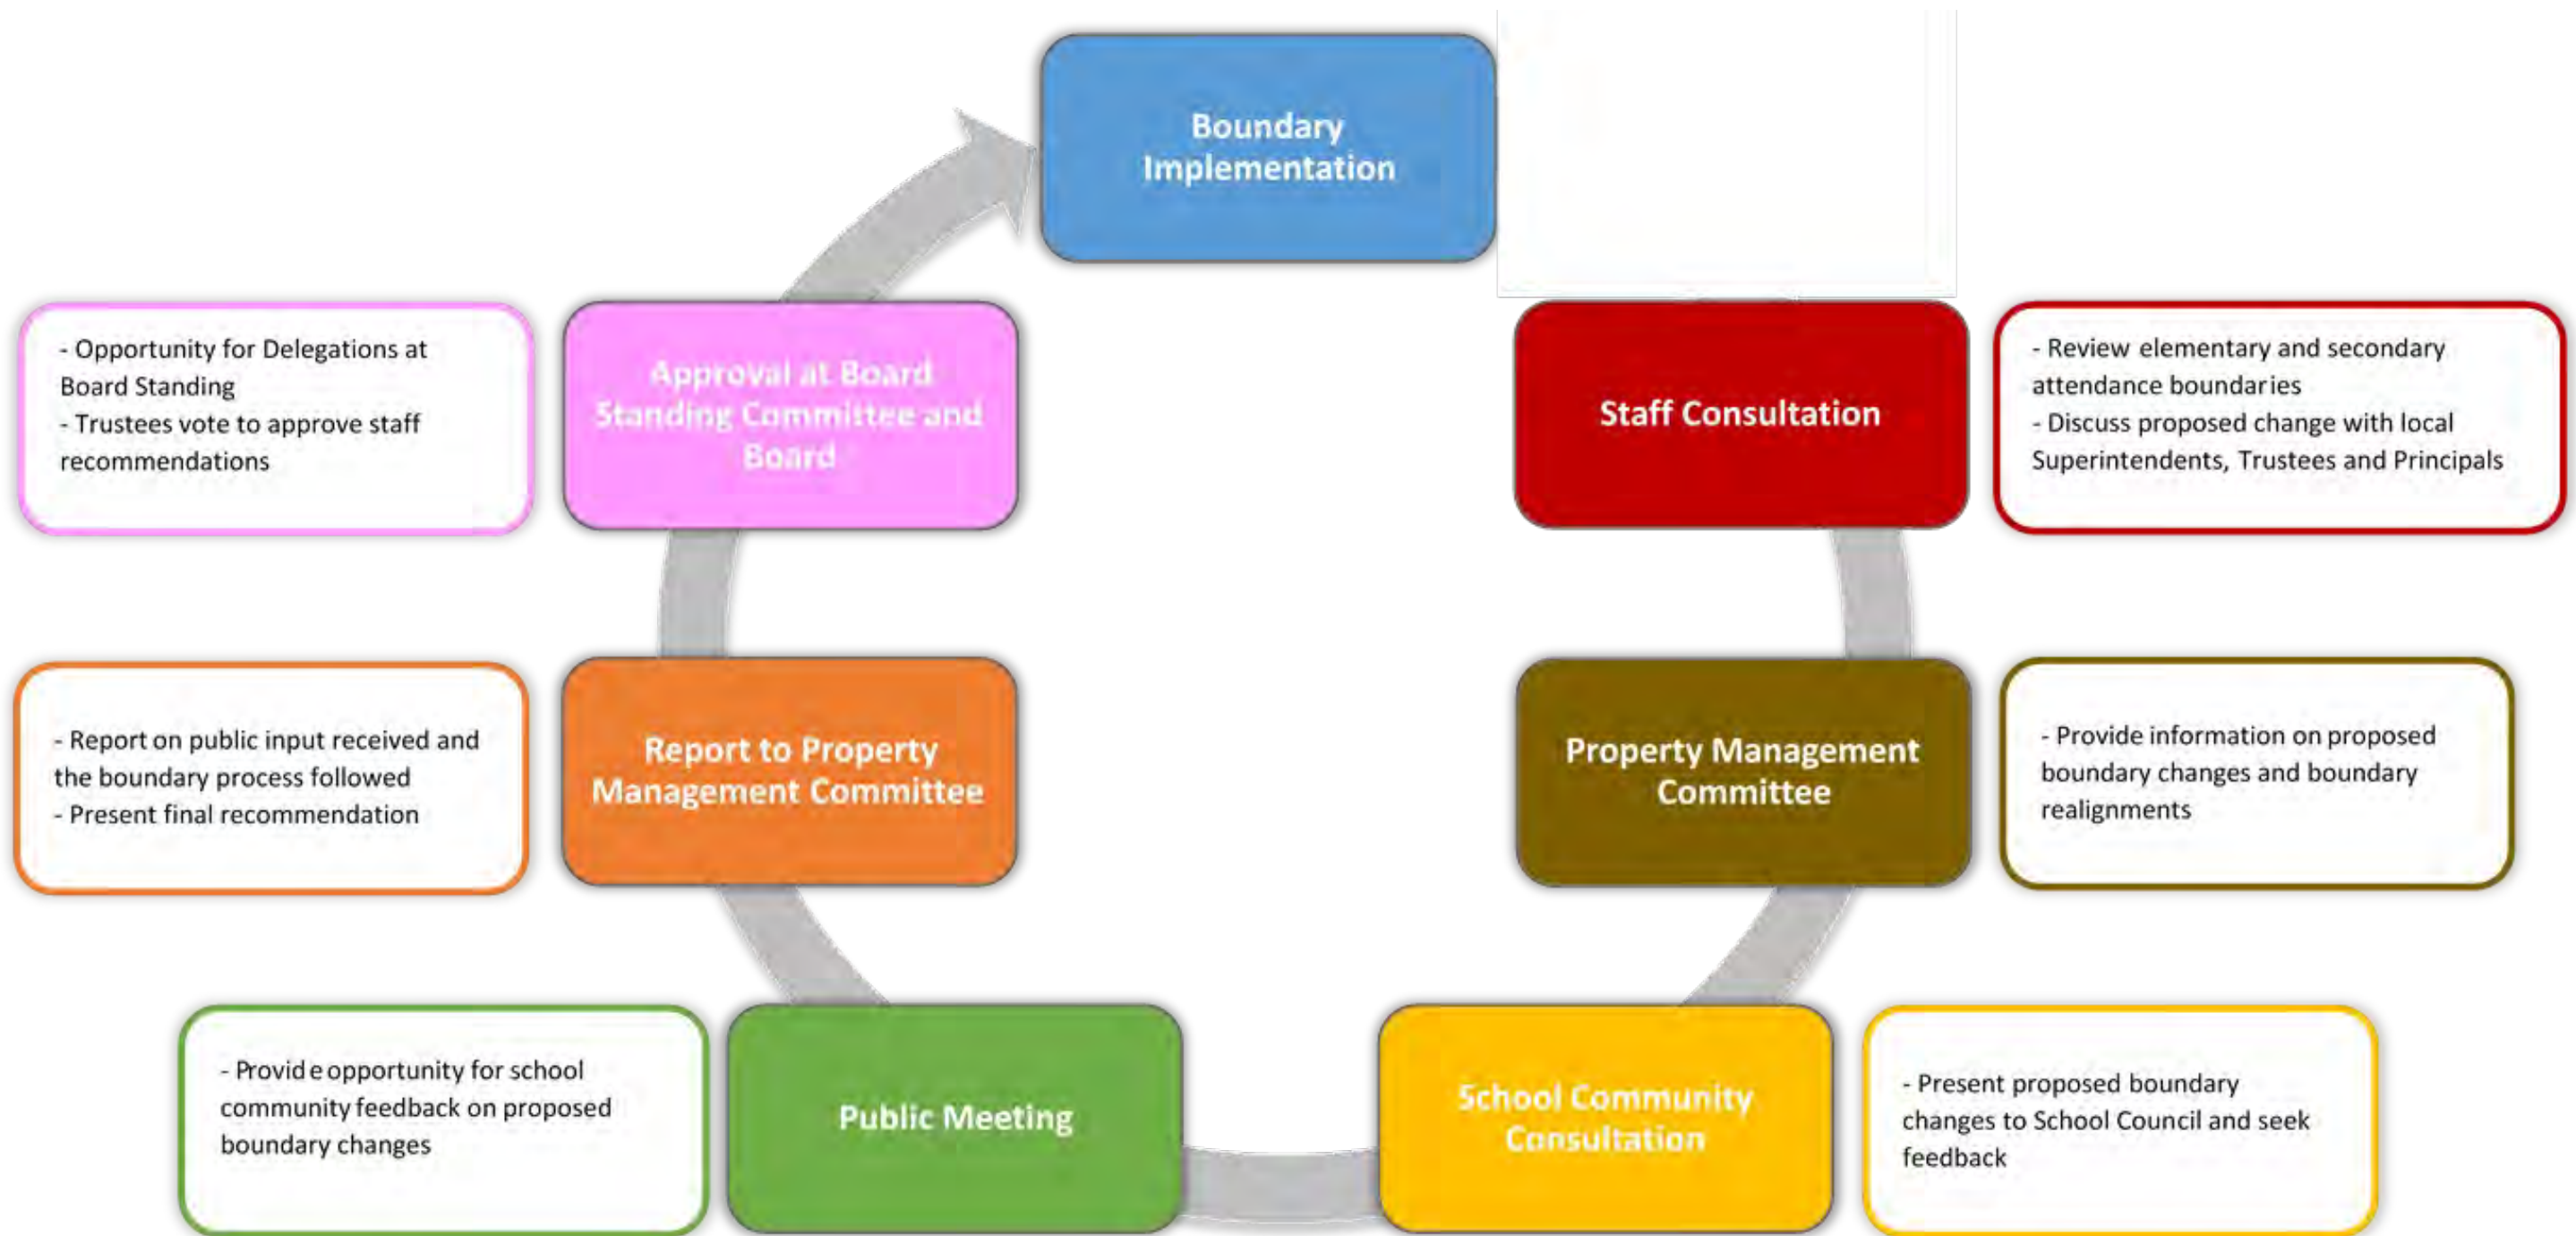 Boundary
Implementation
- Opportunity for Delegations at
Board Standing
- Trustees vote to approve staff
recommendations
Approval at Board
Standing Committee and
Board
Staff Consultation
- Review elementary and secondary
attendance boundaries
- Discuss proposed change with local
Superintendents, Trustees and Principals
- Report on public input received and
the boundary process followed
- Present final recommendation
Report to Property
Management Committee
Property Management
Committee
- Provide information on proposed
boundary changes and boundary
realignments
- Provide opportunity for school
community feedback on proposed
boundary changes
Public Meeting
School Community
Consultation
- Present proposed boundary
changes to School Council and seek
feedback